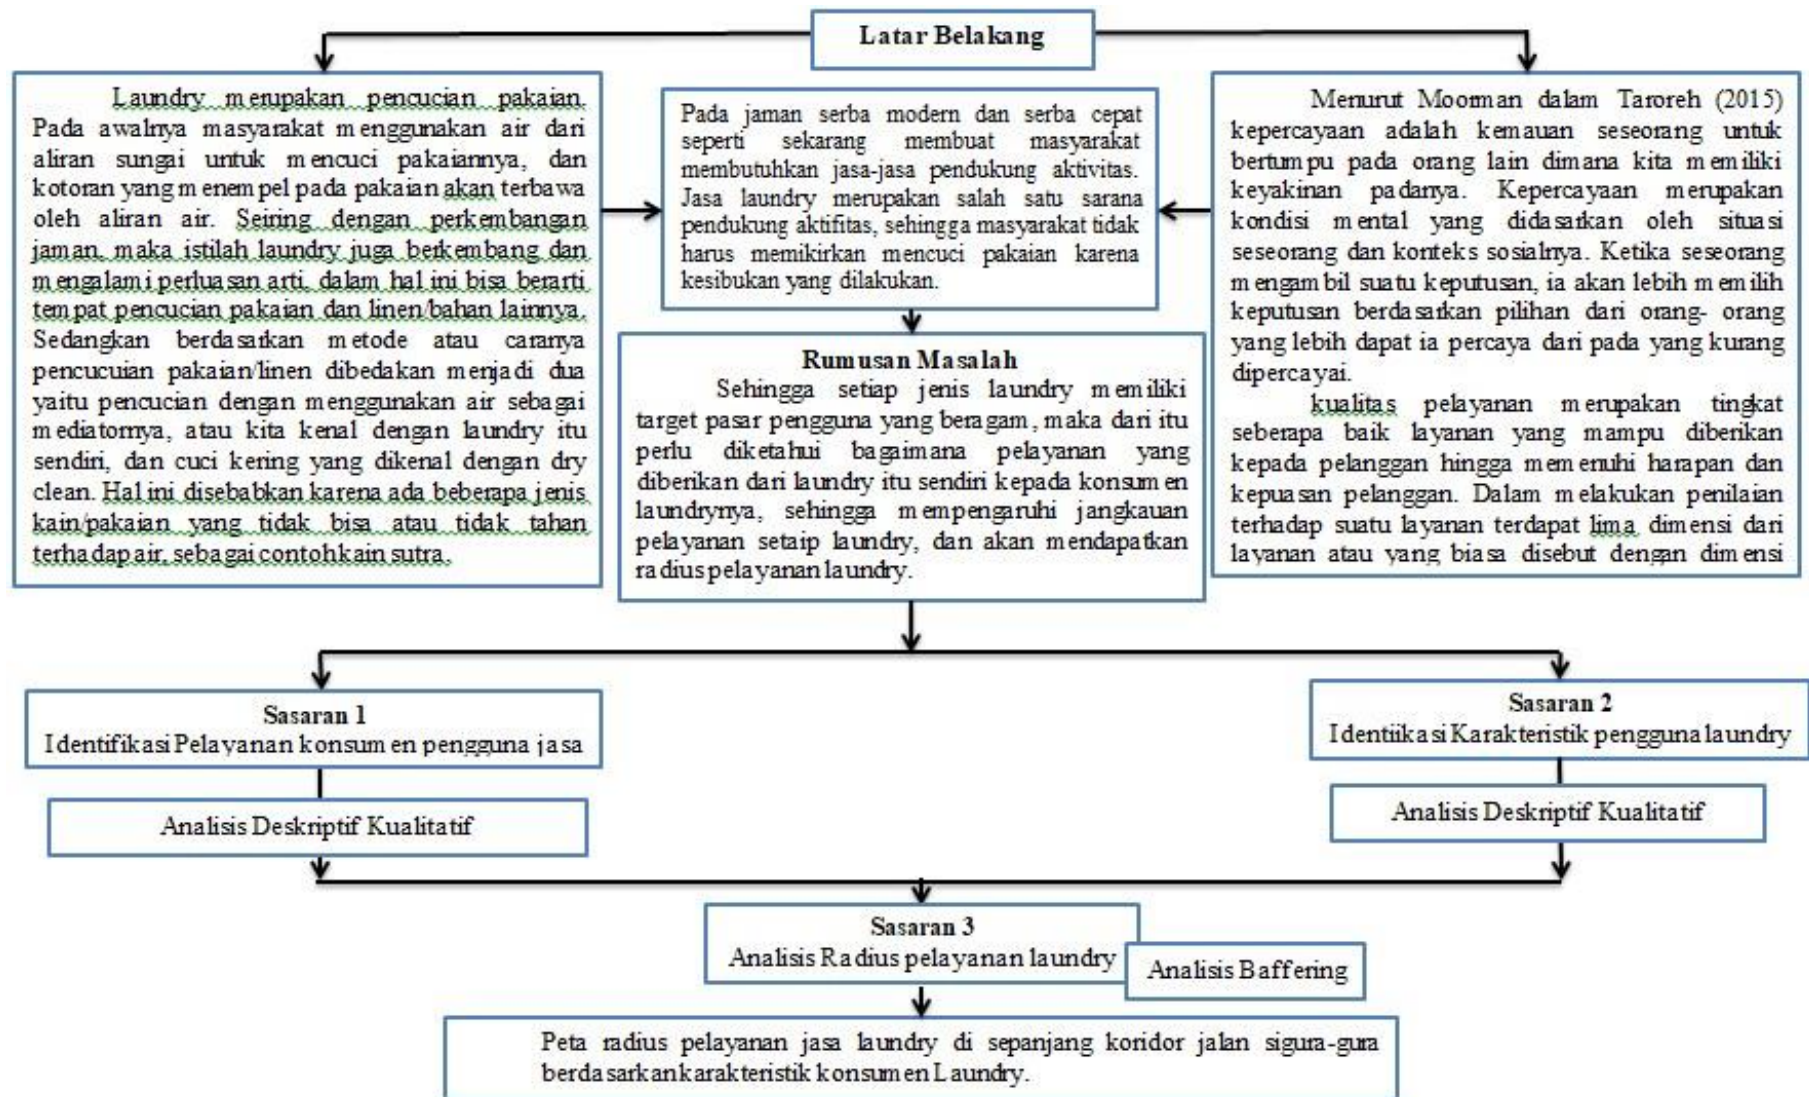 Latar Belakang
Laundry merupakan pencucian pakaian.
Pada awalnya masyarakat menggunakan air dari
aliran sungai untuk mencuci pakaiannya, dan
kotoran yang menempel pada pakaian akan terbawa
oleh aliran air. Seiring dengan perkembangan
jaman, maka istilah laundry juga berkembang dan
mengalami perluasan arti, dalam hal ini bisa berarti
tempat pencucian pakaian dan linen/bahan lainnya.
Sedangkan berdasarkan metode atau caranya
pencucuian pakaian/linen dibedakan menjadi dua
yaitu pencucian dengan menggunakan air sebagai
mediatornya, atau kita kenal dengan laundry itu
sendiri, dan cuci kering yang dikenal dengan dry
clean. Hal ini disebabkan karena ada beberapa jenis
kain/pakaian yang tidak bisa atau tidak tahan
terhadap air, sebagai contoh kain sutra.
Pada jaman serba modern dan serba cepat
seperti sekarang membuat masyarakat
membutuhkan jasa-jasa pendukung aktivitas.
Jasa laundry merupakan salah satu sarana
pendukung aktifitas, sehingga masyarakat tidak
harus memikirkan mencuci pakaian karena
kesibukan yang dilakukan.
Menurut Moorman dalam Taroreh (2015)
kepercayaan adalah kemauan seseorang untuk
bertumpu pada orang lain dimana kita memiliki
keyakinan padanya. Kepercayaan merupakan
kondisi mental yang didasarkan oleh situasi
seseorang dan konteks sosialnya. Ketika seseorang
mengambil suatu keputusan, ia akan lebih memilih
keputusan berdasarkan pilihan dari orang- orang
yang lebih dapat ia percaya dari pada yang kurang
dipercayai.
kualitas pelayanan merupakan tingkat
seberapa baik layanan yang mampu diberikan
kepada pelanggan hingga memenuhi harapan dan
kepuasan pelanggan. Dalam melakukan penilaian
terhadap suatu layanan terdapat lima dimensi dari
layanan atau yang biasa disebut dengan dimensi
Rumusan Masalah
Sehingga setiap jenis laundry memiliki
target pasar pengguna yang beragam, maka dari itu
perlu diketahui bagaimana pelayanan yang
diberikan dari laundry itu sendiri kepada konsumen
laundrynya, sehingga mempengaruhi jangkauan
pelayanan setaip laundry, dan akan mendapatkan
radius pelayanan laundry.
Sasaran 1
Identifikasi Pelayanan konsumen pengguna jasa
Sasaran 2
Identiikasi Karakteristik pengguna laundry
Analisis Deskriptif Kualitatif
Analisis Deskriptif Kualitatif
Sasaran 3
Analisis Radius pelayanan laundry
Analisis Baffering
Peta radius pelayanan jasa laundry di sepanjang koridor jalan sigura-gura
berdasarkan karakteristik konsumen Laundry.